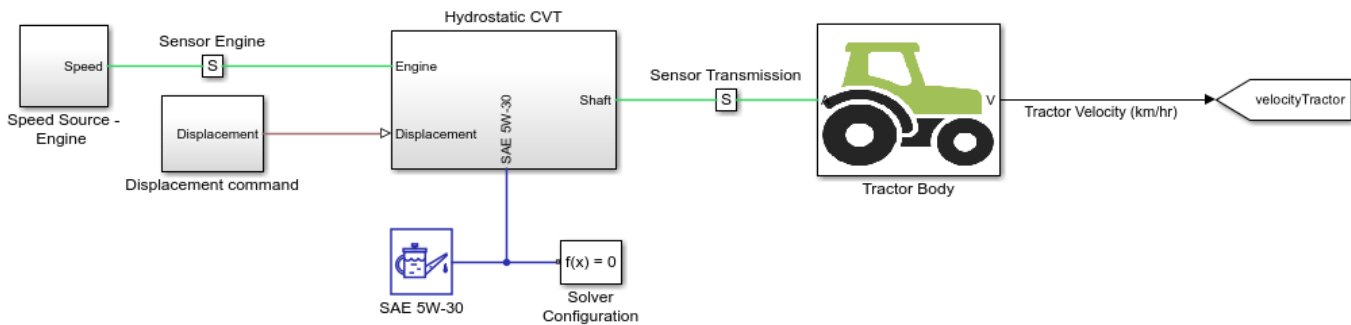 Hydrostatic CVT
Sensor Engine
Speed
S
Engine
Speed Source -
Engine
Displacement
Displacement
Displacement command
SAE 5W-30
Shaft
Sensor Transmission
S
A
V
Tractor Body
Tractor Velocity (km/hr)
velocityTractor
SAE 5W-30
f(x) = 0
Solver
Configuration